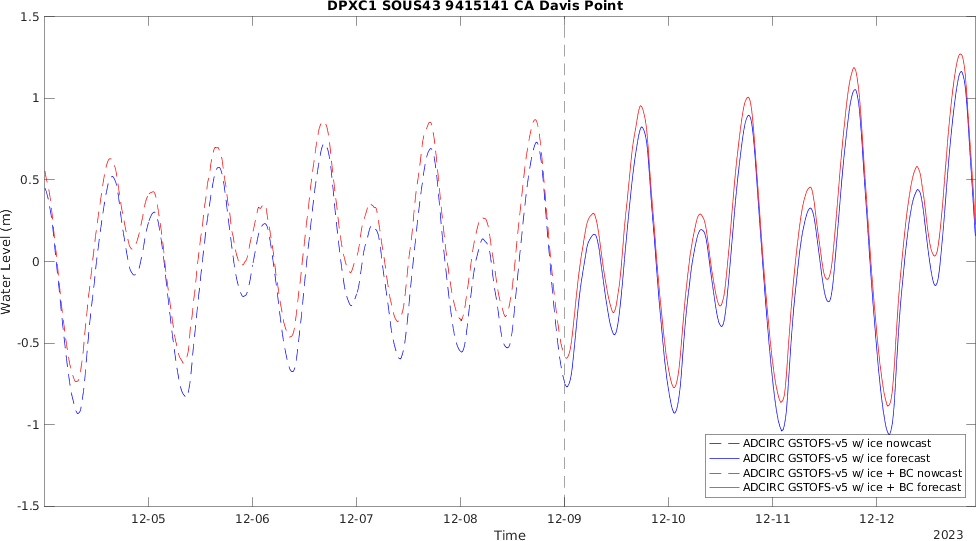 DPXC1 SOUS43 9415141 CA Davis Point
1.5
1
0.5
0
-0.5
-1
-1.5
Water Level (m)
12-05 12-06 12-07 12-08 12-09 12-10 12-11 12-12
Time
2023
ADCIRC GSTOFS-v5 w/ ice nowcast
ADCIRC GSTOFS-v5 w/ ice forecast
ADCIRC GSTOFS-v5 w/ ice + BC nowcast
ADCIRC GSTOFS-v5 w/ ice + BC forecast